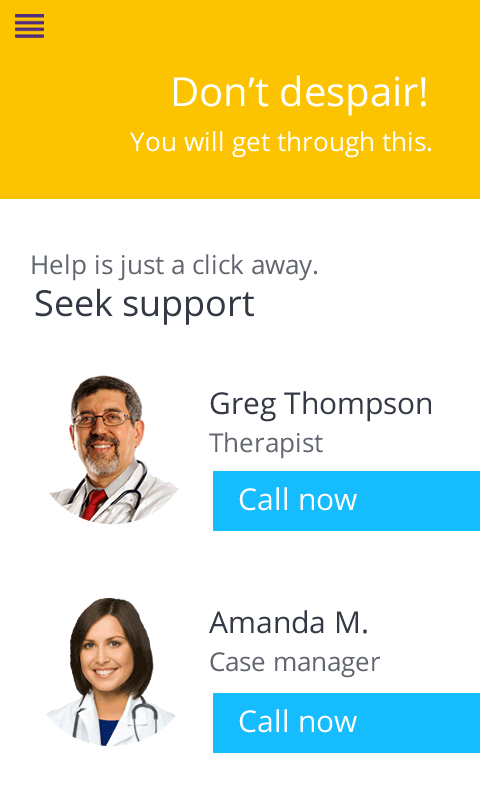 Don’t despair!
You will get through this.
Help is just a click away.
Seek support
Greg Thompson
Therapist
Call now
Amanda M.
Case manager
Call now